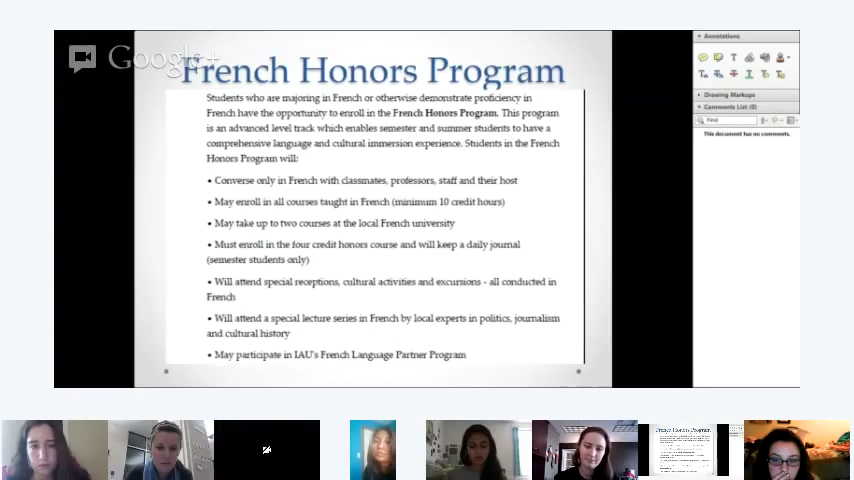 Google+
French Honors Program
Students who are majoring in French or otherwise demonstrate proficiency in
French have the opportunity to enroll in the French Honors Program. This program
is an advanced level track which enables semester and summer students to have a
comprehensive language and cultural immersion experience. Students in the French
Honors Program will:
• Converse only in French with classmates, professors, staff and their host
• May enroll in all courses taught in French (minimum 10 credit hours)
• May take up to two courses at the local French university
• Must enroll in the four credit honors course and will keep a daily journal
(semester students only)
• Will attend special receptions, cultural activities and excursions - all conducted in
French
• Will attend a special lecture series in French by local experts in politics, journalism
and cultural history
• May participate in IAU's French Language Partner Program
Annotations
Drawing Markups
Comments List (0)
Find
This document has no comments.
French Honors Program